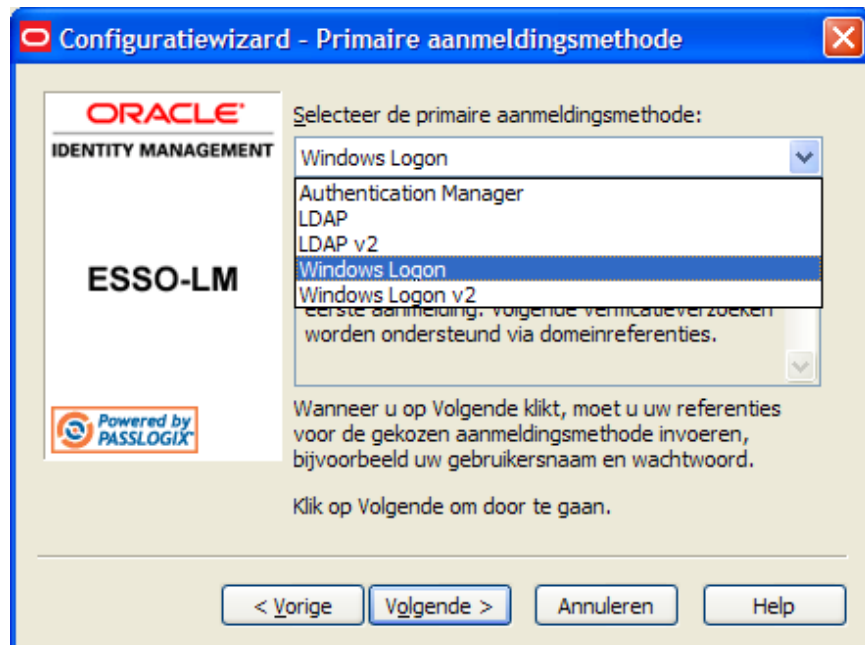 Configuratiewizard - Primaire aanmeldingsmethode
ORACLE
IDENTITY MANAGEMENT
ESSO-LM
Powered by
PASSLOGIX
Selecteer de primaire aanmeldingsmethode:
Windows Logon
Authentication Manager
LDAP
LDAP v2
Windows Logon
Windows Logon v2
eerste aanmelding. Volgende verificatieverzoeken
worden ondersteund via domeinreferenties.
Wanneer u op Volgende klikt, moet u uw referenties
voor de gekozen aanmeldingsmethode invoeren,
bijvoorbeeld uw gebruikersnaam en wachtwoord.
Klik op Volgende om door te gaan.
< Vorige
Volgende >
Annuleren
Help